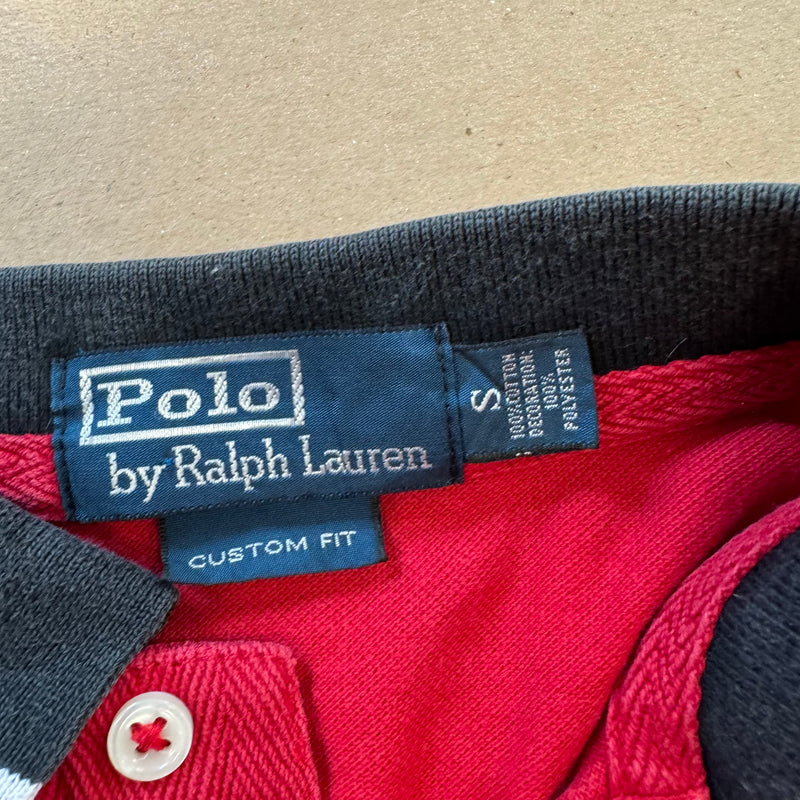 Polo
by Ralph Lauren
CUSTOM FIT
S
100% COTTON
DECORATION:
100%
POLYESTER